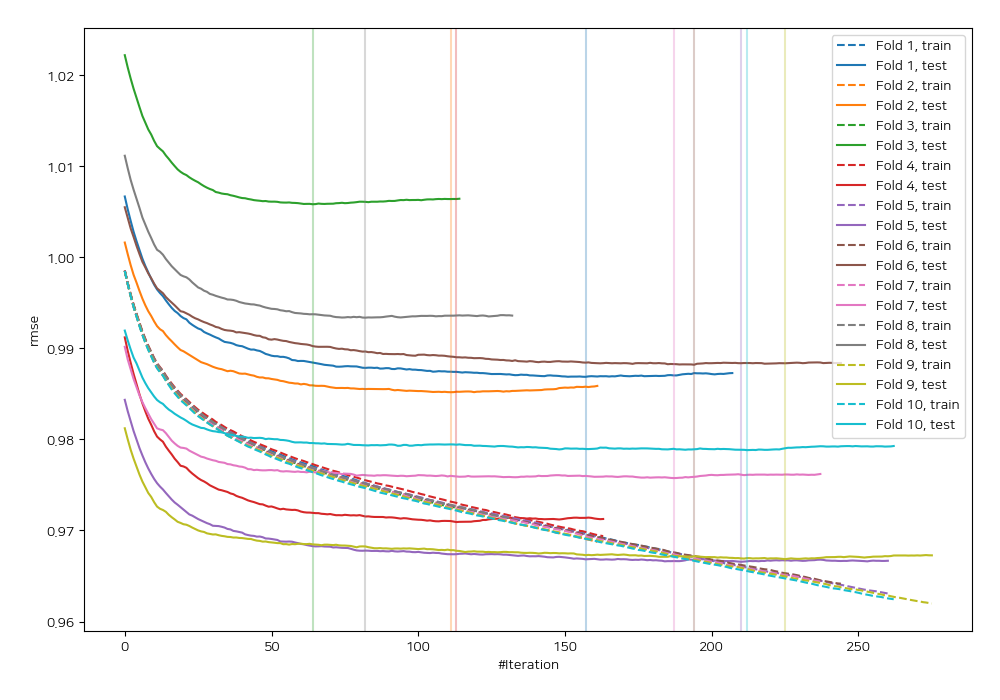 1,02
1,01
1,00
0,99
0,98
0,97
0,96
rmse
0
50
100
150
200
250
#Iteration
Fold 1, train
Fold 1, test
Fold 2, train
Fold 2, test
Fold 3, train
Fold 3, test
Fold 4, train
Fold 4, test
Fold 5, train
Fold 5, test
Fold 6, train
Fold 6, test
Fold 7, train
Fold 7, test
Fold 8, train
Fold 8, test
Fold 9, train
Fold 9, test
Fold 10, train
Fold 10, test